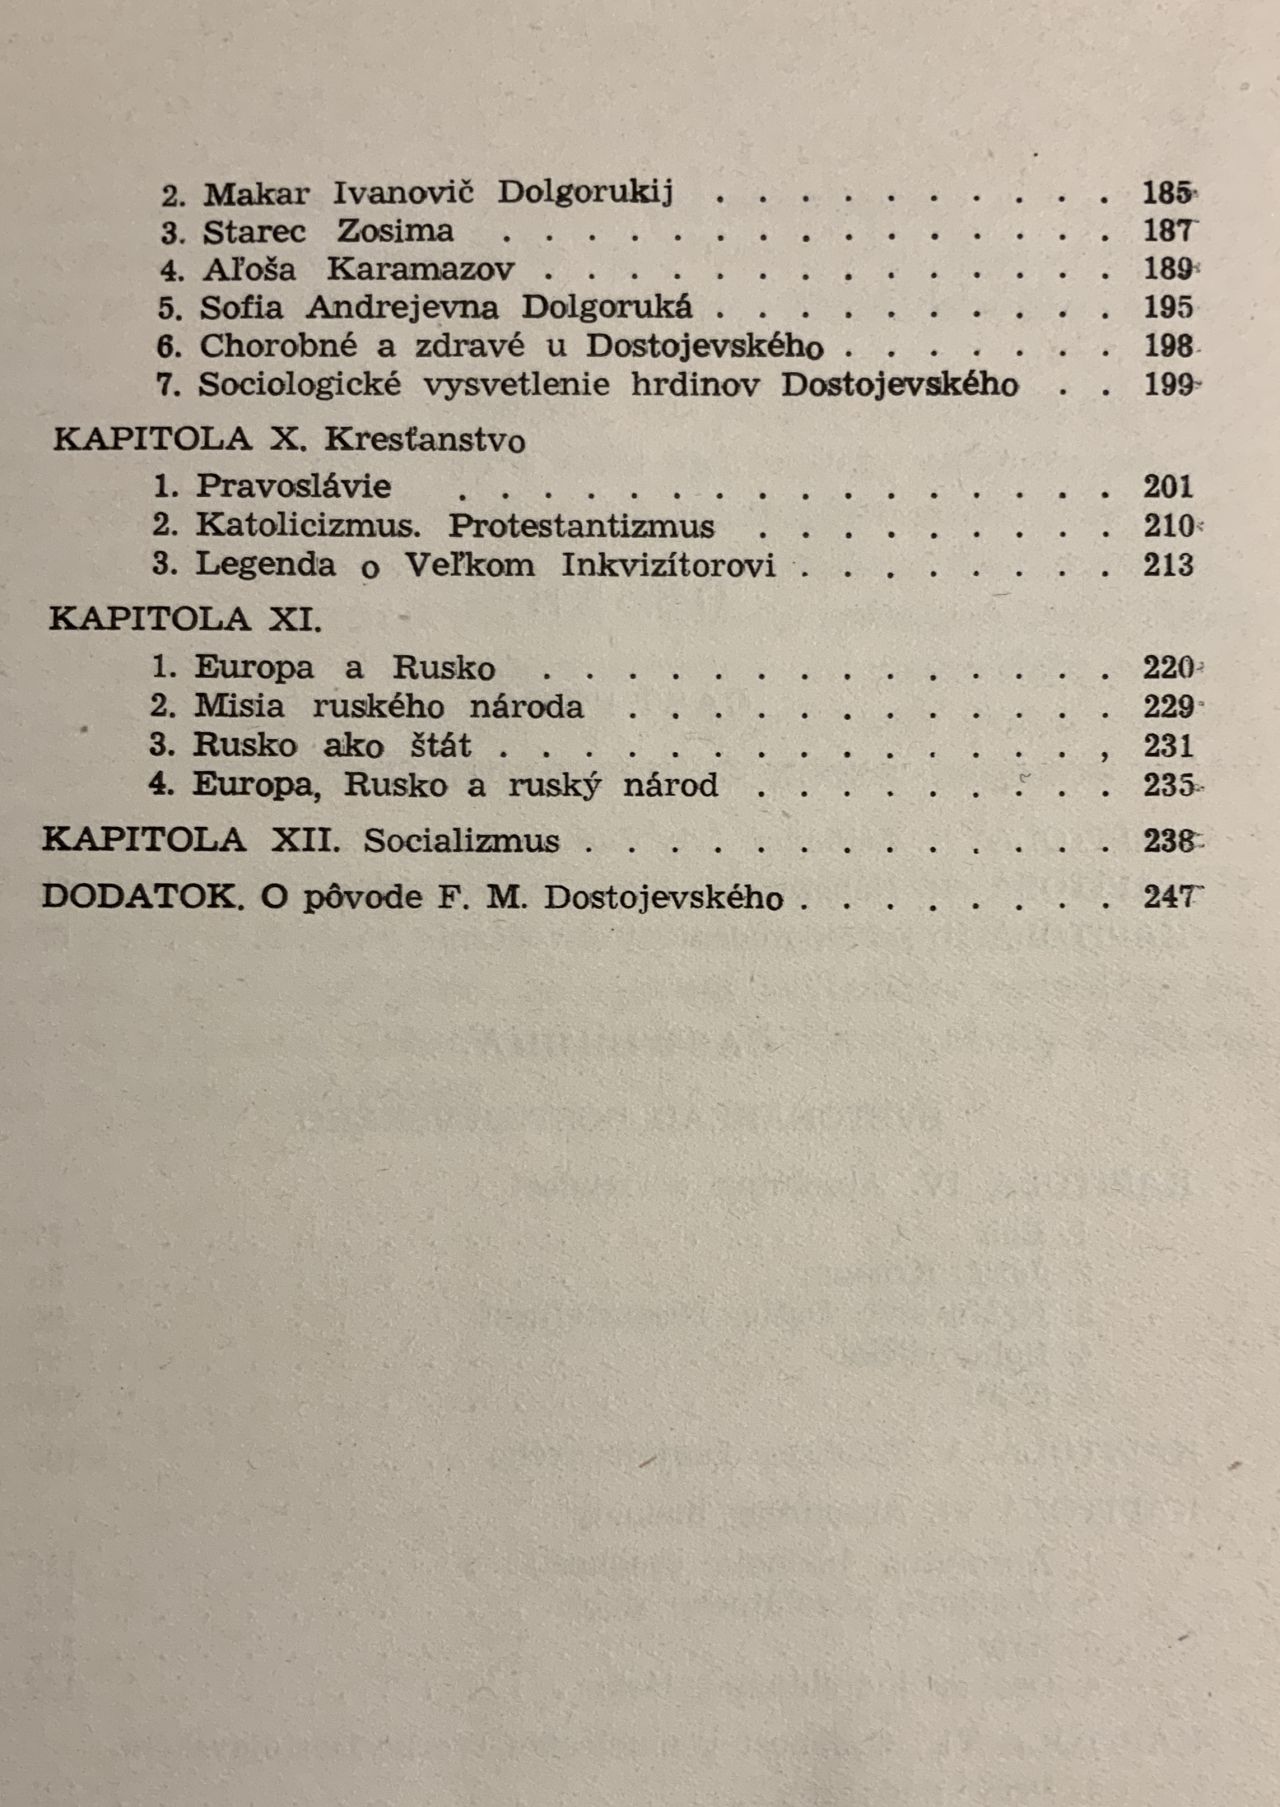 2. Makar Ivanovič Dolgorukij . . . . . . . . . . 185
3. Starec Zosima . . . . . . . . . . . . . . . 187
4. Aľoša Karamazov . . . . . . . . . . . . . . 189
5. Sofia Andrejevna Dolgoruká . . . . . . . . . . 195
6. Chorobné a zdravé u Dostojevského . . . . . . . 198
7. Sociologické vysvetlenie hrdinov Dostojevského . . 199
KAPITOLA X. Kresťanstvo
1. Pravoslávie . . . . . . . . . . . . . . . . 201
2. Katolicizmus. Protestantizmus . . . . . . . . . 210
3. Legenda o Veľkom Inkvizítorovi . . . . . . . . 213
KAPITOLA XI.
1. Europa a Rusko . . . . . . . . . . . . . . 220
2. Misia ruského národa . . . . . . . . . . . . 229
3. Rusko ako štát . . . . . . . . . . . . . . , 231
4. Europa, Rusko a ruský národ . . . . . . . . . 235
KAPITOLA XII. Socializmus . . . . . . . . . . . . . 238
DODATOK. O pôvode F. M. Dostojevského . . . . . . . . 247